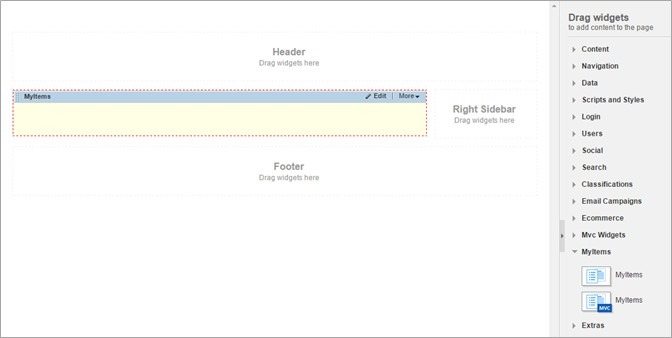 Header
Drag widgets here
MyItems
Edit
More
Right Sidebar
Drag widgets here
Footer
Drag widgets here
Drag widgets
to add content to the page
Content
Navigation
Data
Scripts and Styles
Login
Users
Social
Search
Classifications
Email Campaigns
Ecommerce
Mvc Widgets
MyItems
MyItems
MyItems
MVC
Extras